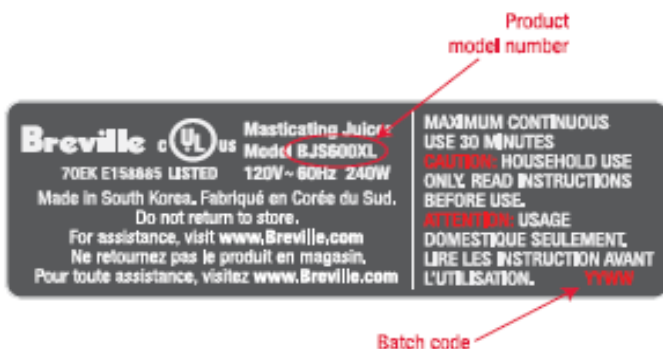 Product
model number
Breville c UL us
Masticating Juicer
Model BJS600XL
70EK E158685 LISTED 120V~ 60Hz 240W
Made in South Korea. Fabriqué en Corée du Sud.
Do not return to store.
For assistance, visit www.Breville.com
Ne retournez pas le produit en magasin.
Pour toute assistance, visitez www.Breville.com
MAXIMUM CONTINUOUS
USE 30 MINUTES
CAUTION: HOUSEHOLD USE
ONLY. READ INSTRUCTIONS
BEFORE USE.
ATTENTION: USAGE
DOMESTIQUE SEULEMENT.
LIRE LES INSTRUCTION AVANT
L'UTILISATION. YYWW
Batch code